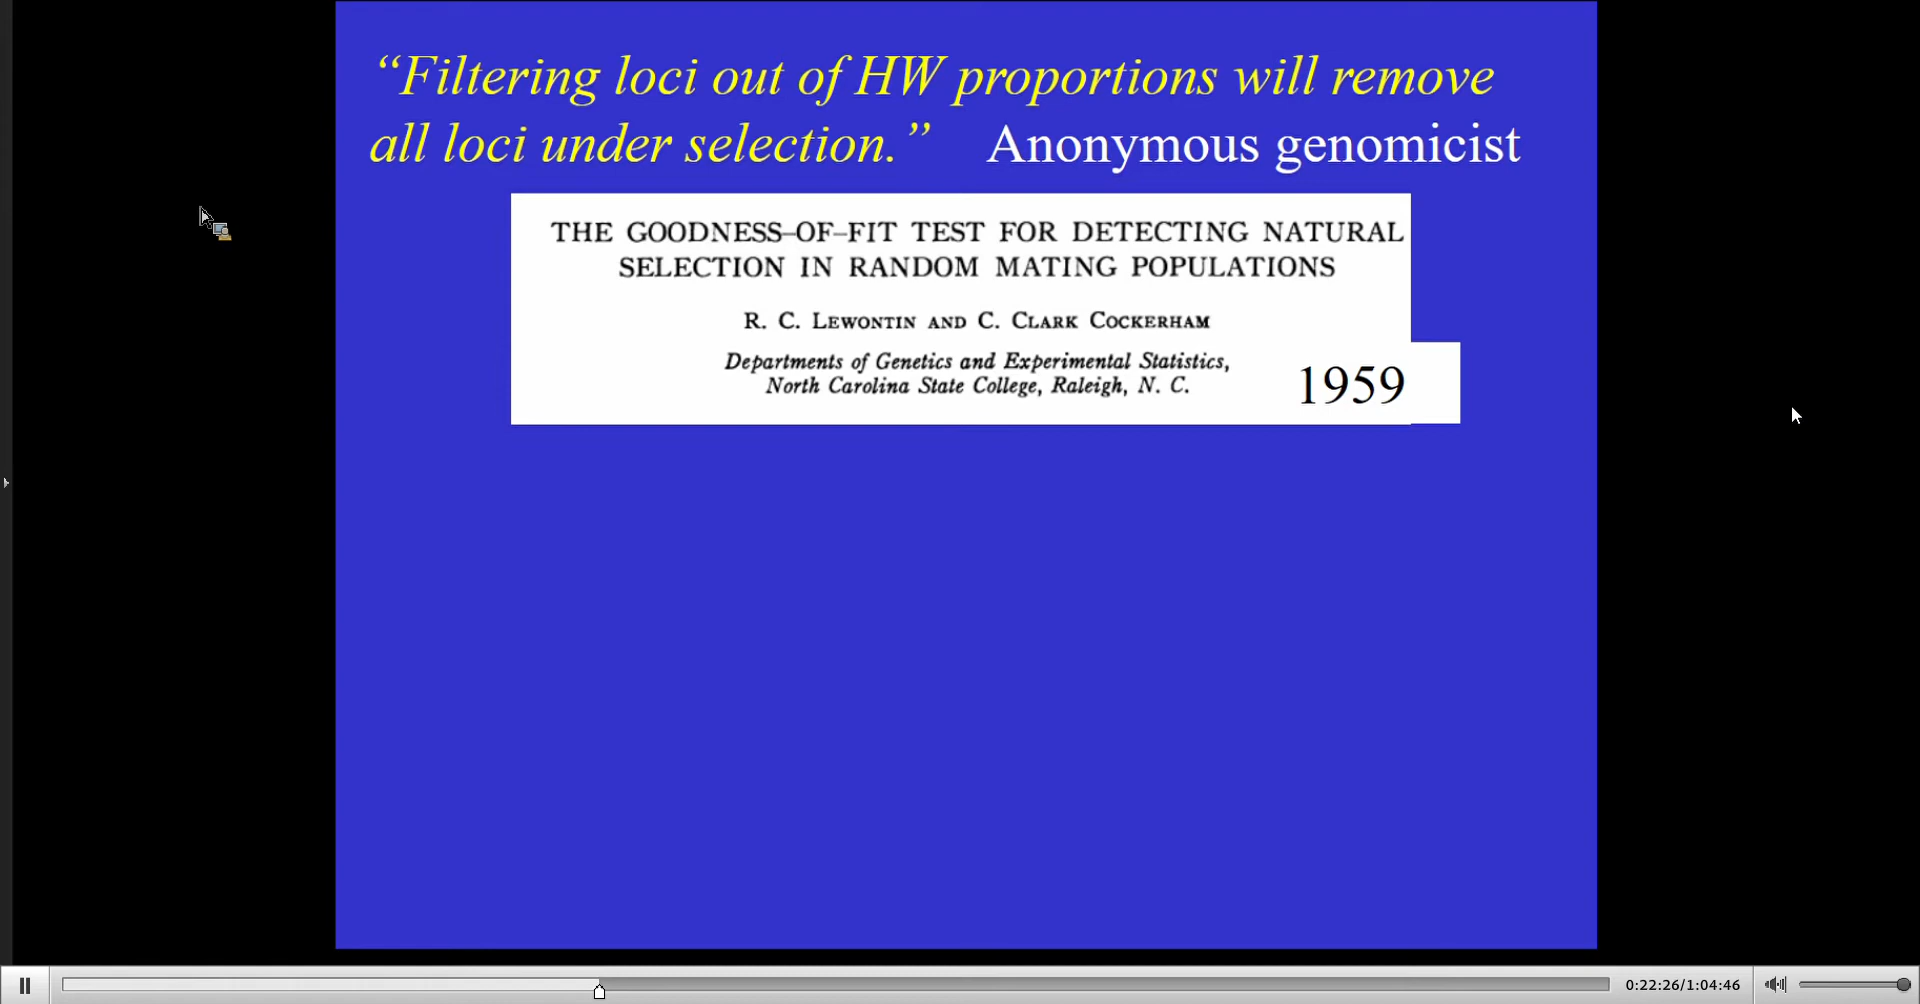 “Filtering loci out of HW proportions will remove
all loci under selection.” Anonymous genomicist
THE GOODNESS–OF–FIT TEST FOR DETECTING NATURAL
SELECTION IN RANDOM MATING POPULATIONS
R. C. Lewontin and C. Clark Cockerham
Departments of Genetics and Experimental Statistics,
North Carolina State College, Raleigh, N. C.
1959
0:22:26/1:04:46